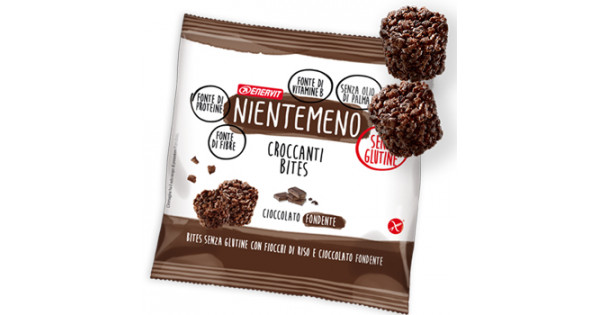 ENERVIT
NIENTEMENO
FONTE DI
PROTEINE
FONTE DI
VITAMINE B
SENZA OLIO
DI PALMA
FONTE
DI FIBRE
SENZA
GLUTINE
CROCCANTI
BITES
CIOCCOLATO FONDENTE
BITES SENZA GLUTINE CON FIOCCHI DI RISO E CIOCCOLATO FONDENTE